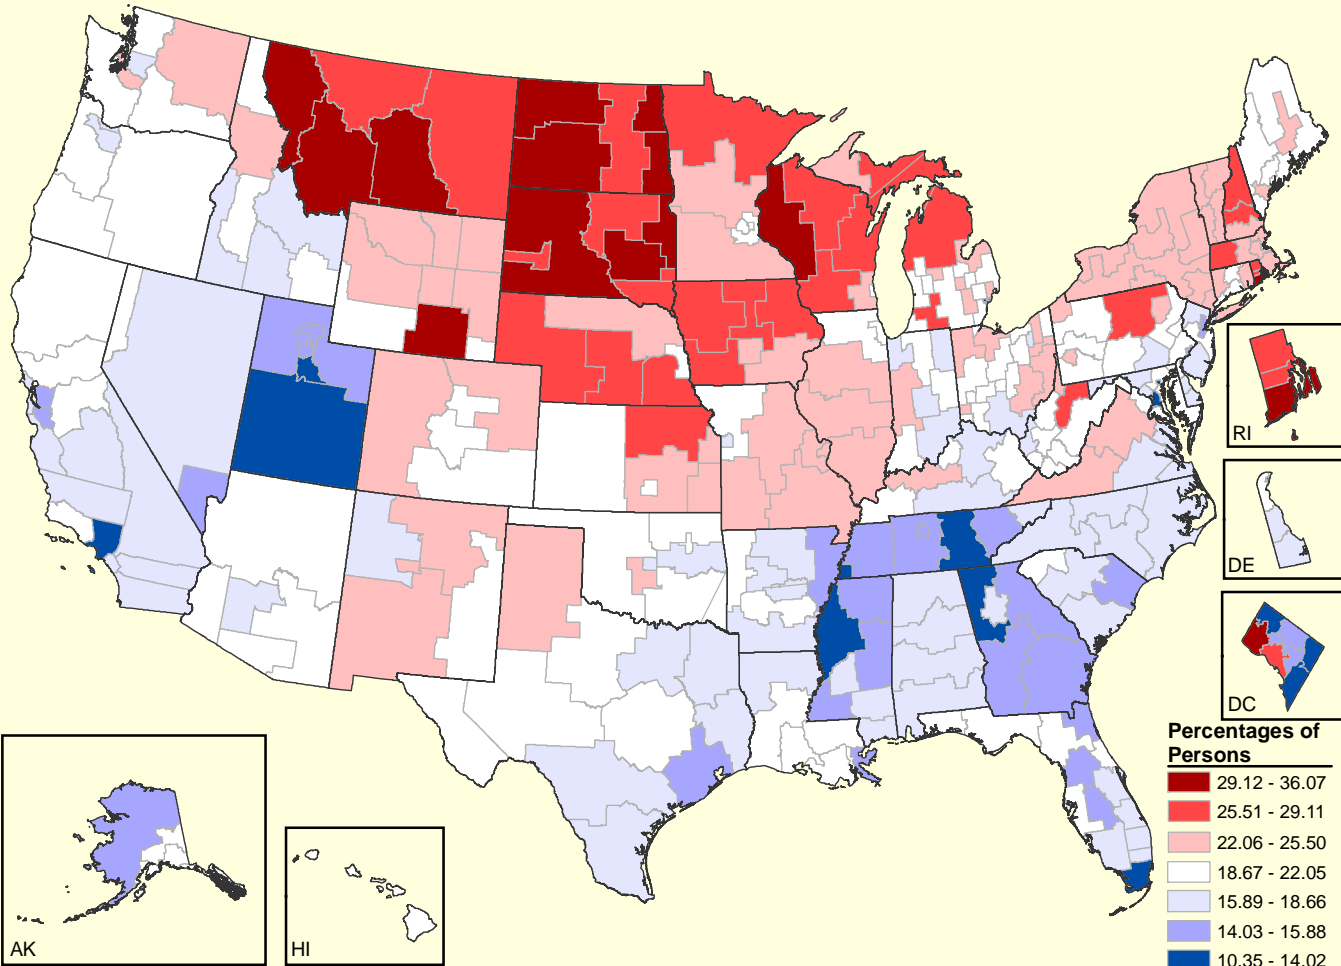 RI
DE
DC
AK
HI
Percentages of
Persons
29.12 - 36.07
25.51 - 29.11
22.06 - 25.50
18.67 - 22.05
15.89 - 18.66
14.03 - 15.88
10.35 - 14.02